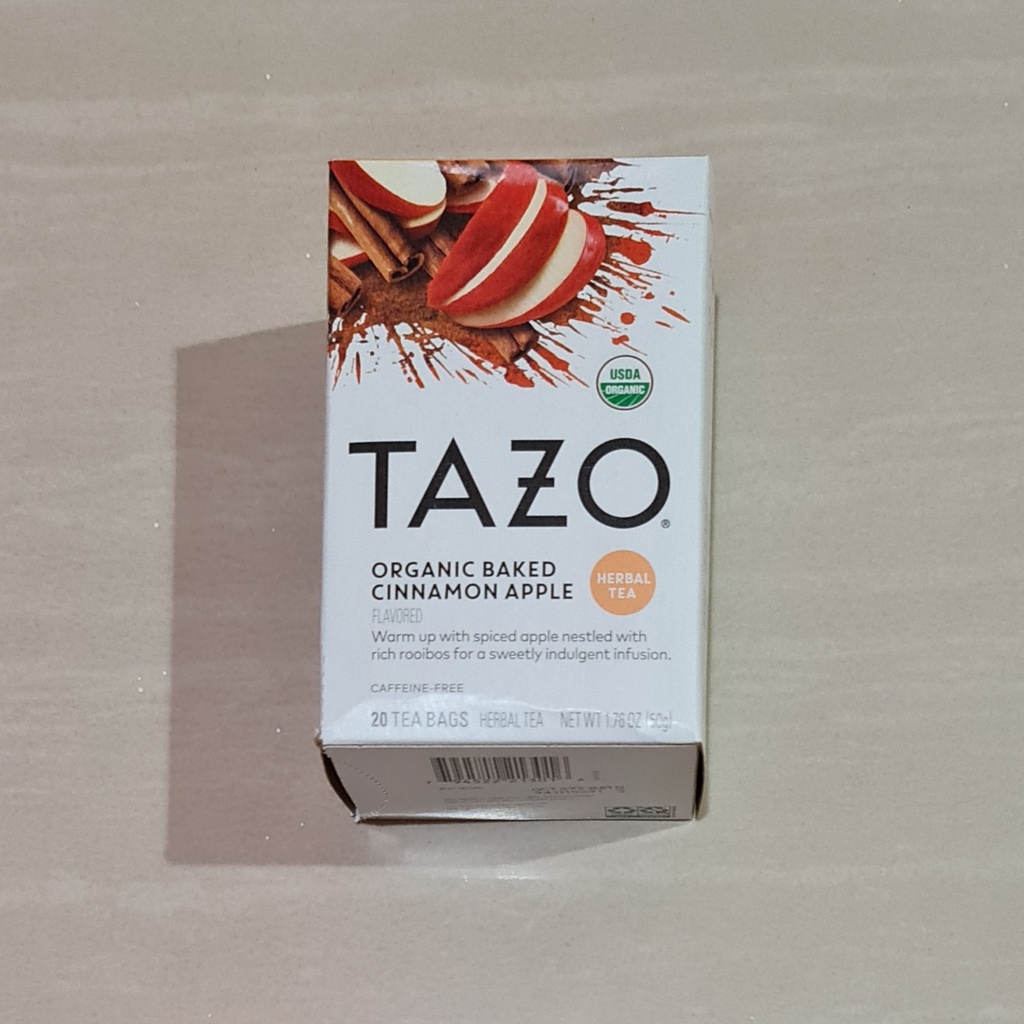 USDA
ORGANIC
TAZO®
ORGANIC BAKED
CINNAMON APPLE
HERBAL
TEA
FLAVORED
Warm up with spiced apple nestled with
rich rooibos for a sweetly indulgent infusion.
CAFFEINE-FREE
20 TEA BAGS HERBAL TEA NET WT 1.76 OZ (50g)